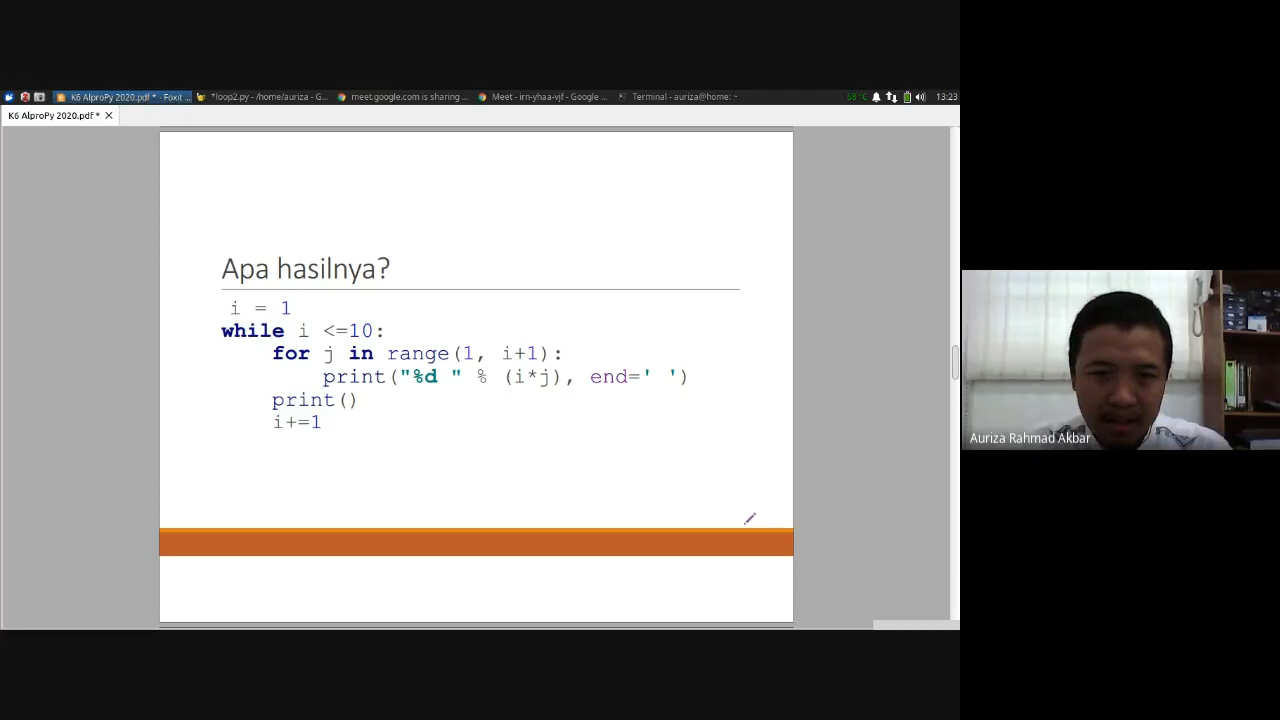 K6 AlproPy 2020.pdf * - Foxit ...
*loop2.py - /home/auriza - G...
meet.google.com is sharing ...
Meet - irn-yhaa-vjf - Google ...
Terminal - auriza@home: ~
68 °C
13:23
K6 AlproPy 2020.pdf *
Apa hasilnya?
i = 1
while i <=10:
for j in range(1, i+1):
print("%d " % (i*j), end=' ')
print()
i+=1
Auriza Rahmad Akbar